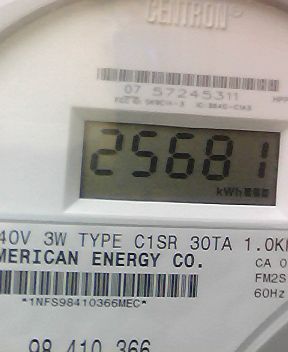 CENTRON®
07 57245311
25681
kWh
40V 3W TYPE C1SR 30TA 1.0K
MERICAN ENERGY CO.
CA 0
FM2S
60Hz
*1NFS98410366MEC*
98 410 366